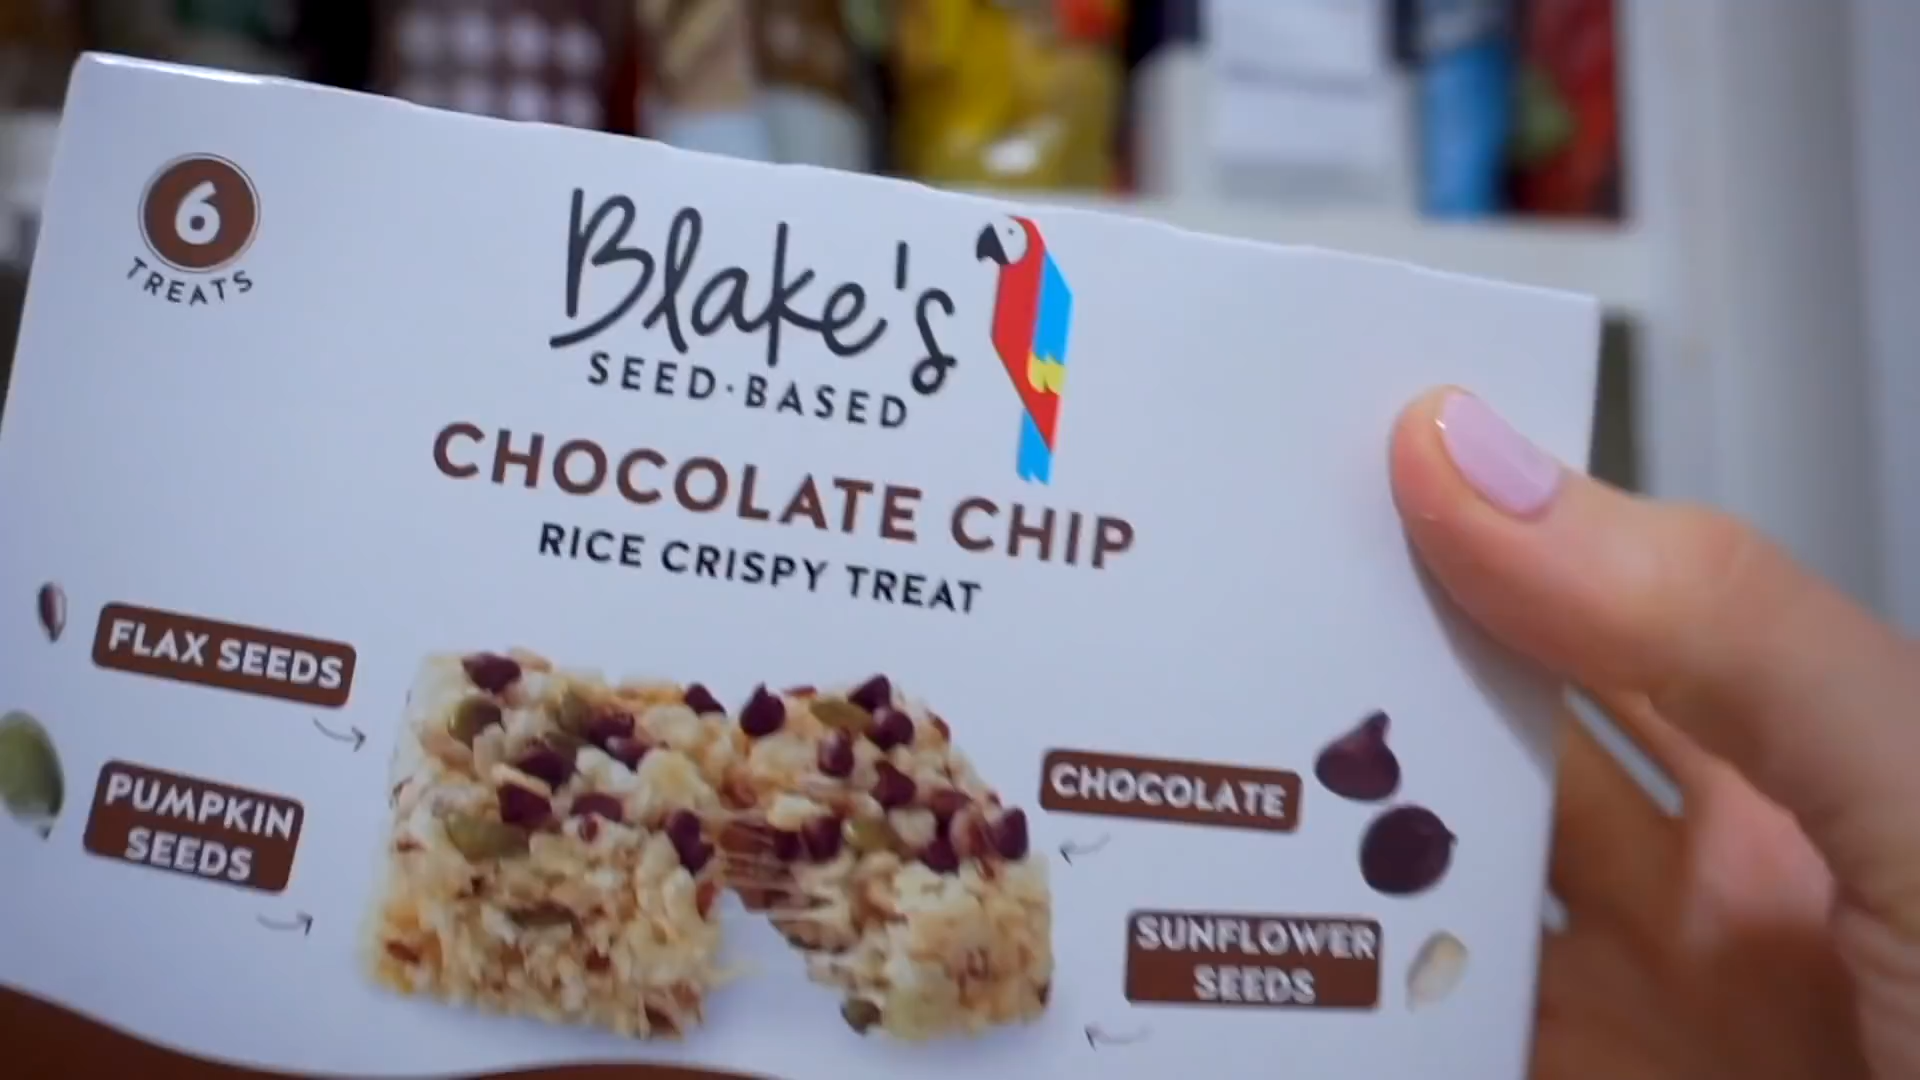 6
TREATS
Blake's
SEED·BASED
CHOCOLATE CHIP
RICE CRISPY TREAT
FLAX SEEDS
PUMPKIN
SEEDS
CHOCOLATE
SUNFLOWER
SEEDS